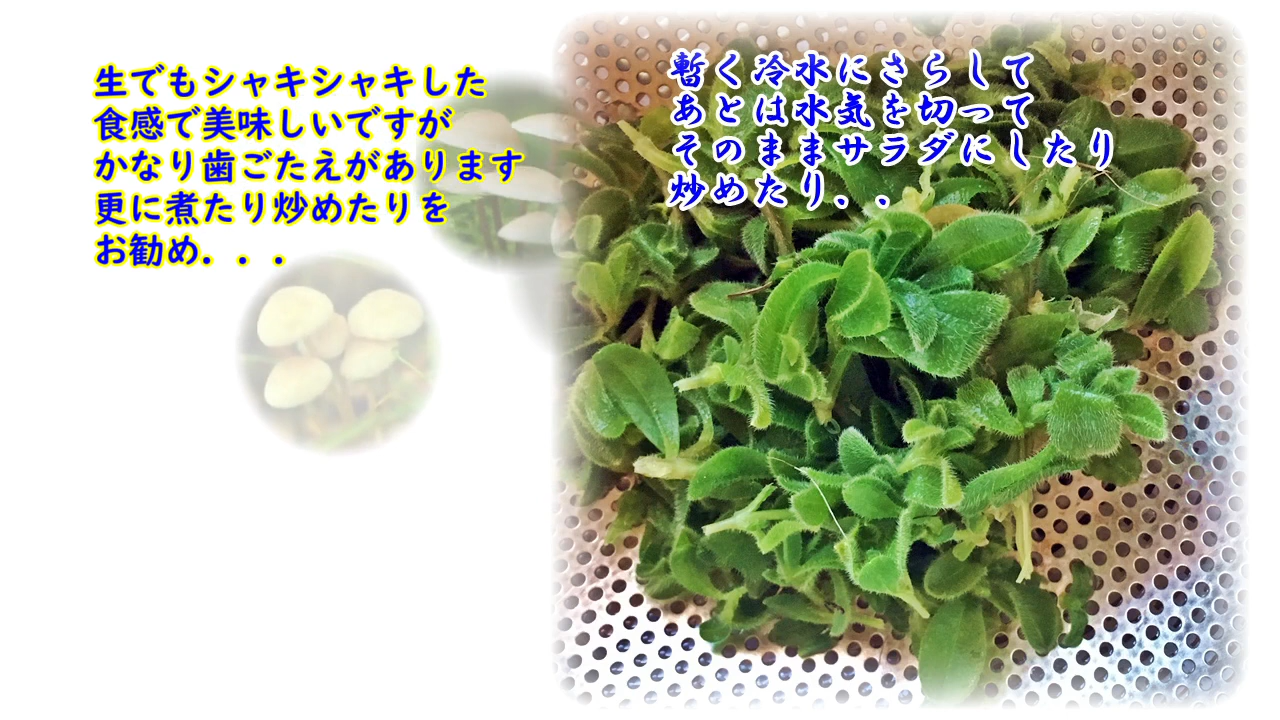 生でもシャキシャキした
食感で美味しいですが
かなり歯ごたえがあります
更に煮たり炒めたりを
お勧め．．．
暫く冷水にさらして
あとは水気を切って
そのままサラダにしたり
炒めたり．．